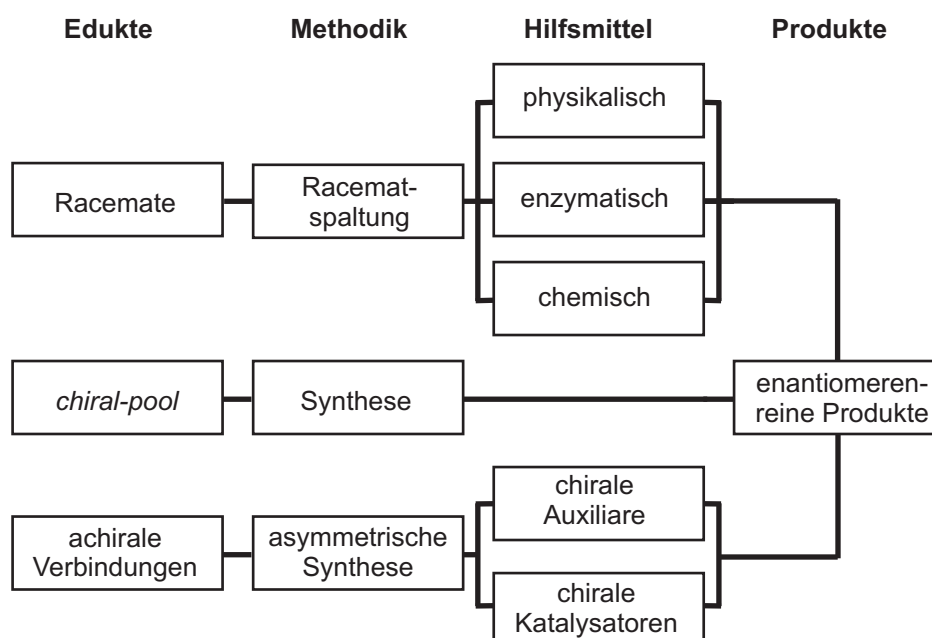 Edukte Methodik Hilfsmittel Produkte
physikalisch
Racemate
Racemat-
spaltung
enzymatisch
chemisch
chiral-pool
Synthese
enantiomeren-
reine Produkte
achirale
Verbindungen
asymmetrische
Synthese
chirale
Auxiliare
chirale
Katalysatoren